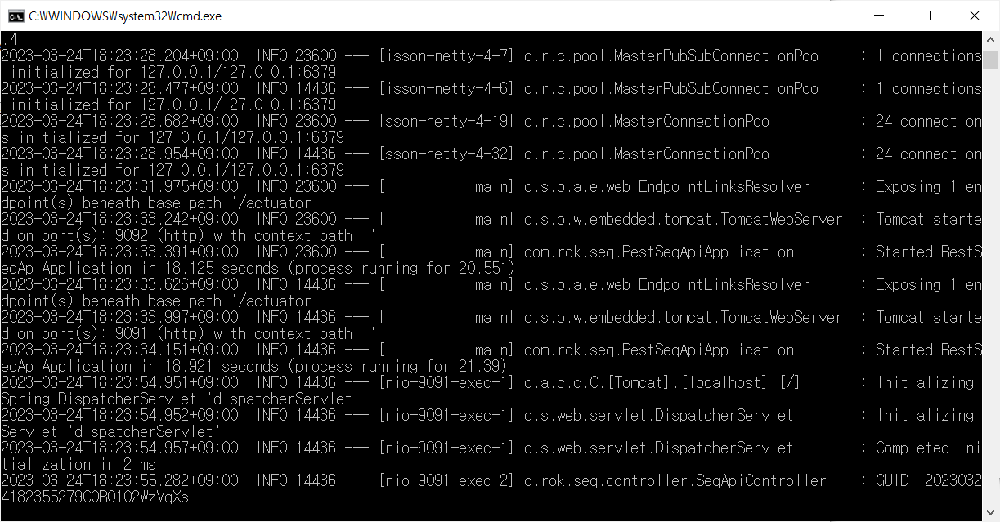 C:₩WINDOWS₩system32₩cmd.exe
.4
2023-03-24T18:23:28.204+09:00  INFO 23600 --- [isson-netty-4-7] o.r.c.pool.MasterPubSubConnectionPool    : 1 connections
 initialized for 127.0.0.1/127.0.0.1:6379
2023-03-24T18:23:28.477+09:00  INFO 14436 --- [isson-netty-4-6] o.r.c.pool.MasterPubSubConnectionPool    : 1 connections
 initialized for 127.0.0.1/127.0.0.1:6379
2023-03-24T18:23:28.682+09:00  INFO 23600 --- [sson-netty-4-19] o.r.c.pool.MasterConnectionPool          : 24 connection
s initialized for 127.0.0.1/127.0.0.1:6379
2023-03-24T18:23:28.954+09:00  INFO 14436 --- [sson-netty-4-32] o.r.c.pool.MasterConnectionPool          : 24 connection
s initialized for 127.0.0.1/127.0.0.1:6379
2023-03-24T18:23:31.975+09:00  INFO 23600 --- [           main] o.s.b.a.e.web.EndpointLinksResolver      : Exposing 1 en
dpoint(s) beneath base path '/actuator'
2023-03-24T18:23:33.242+09:00  INFO 23600 --- [           main] o.s.b.w.embedded.tomcat.TomcatWebServer  : Tomcat starte
d on port(s): 9092 (http) with context path ''
2023-03-24T18:23:33.391+09:00  INFO 23600 --- [           main] com.rok.seq.RestSeqApiApplication        : Started RestS
eqApiApplication in 18.125 seconds (process running for 20.551)
2023-03-24T18:23:33.626+09:00  INFO 14436 --- [           main] o.s.b.a.e.web.EndpointLinksResolver      : Exposing 1 en
dpoint(s) beneath base path '/actuator'
2023-03-24T18:23:33.997+09:00  INFO 14436 --- [           main] o.s.b.w.embedded.tomcat.TomcatWebServer  : Tomcat starte
d on port(s): 9091 (http) with context path ''
2023-03-24T18:23:34.151+09:00  INFO 14436 --- [           main] com.rok.seq.RestSeqApiApplication        : Started RestS
eqApiApplication in 18.921 seconds (process running for 21.39)
2023-03-24T18:23:54.951+09:00  INFO 14436 --- [nio-9091-exec-1] o.a.c.c.C.[Tomcat].[localhost].[/]       : Initializing 
Spring DispatcherServlet 'dispatcherServlet'
2023-03-24T18:23:54.952+09:00  INFO 14436 --- [nio-9091-exec-1] o.s.web.servlet.DispatcherServlet        : Initializing 
Servlet 'dispatcherServlet'
2023-03-24T18:23:54.957+09:00  INFO 14436 --- [nio-9091-exec-1] o.s.web.servlet.DispatcherServlet        : Completed ini
tialization in 2 ms
2023-03-24T18:23:55.282+09:00  INFO 14436 --- [nio-9091-exec-2] c.rok.seq.controller.SeqApiController    : GUID: 2023032
4182355279COR0102WzVqXs